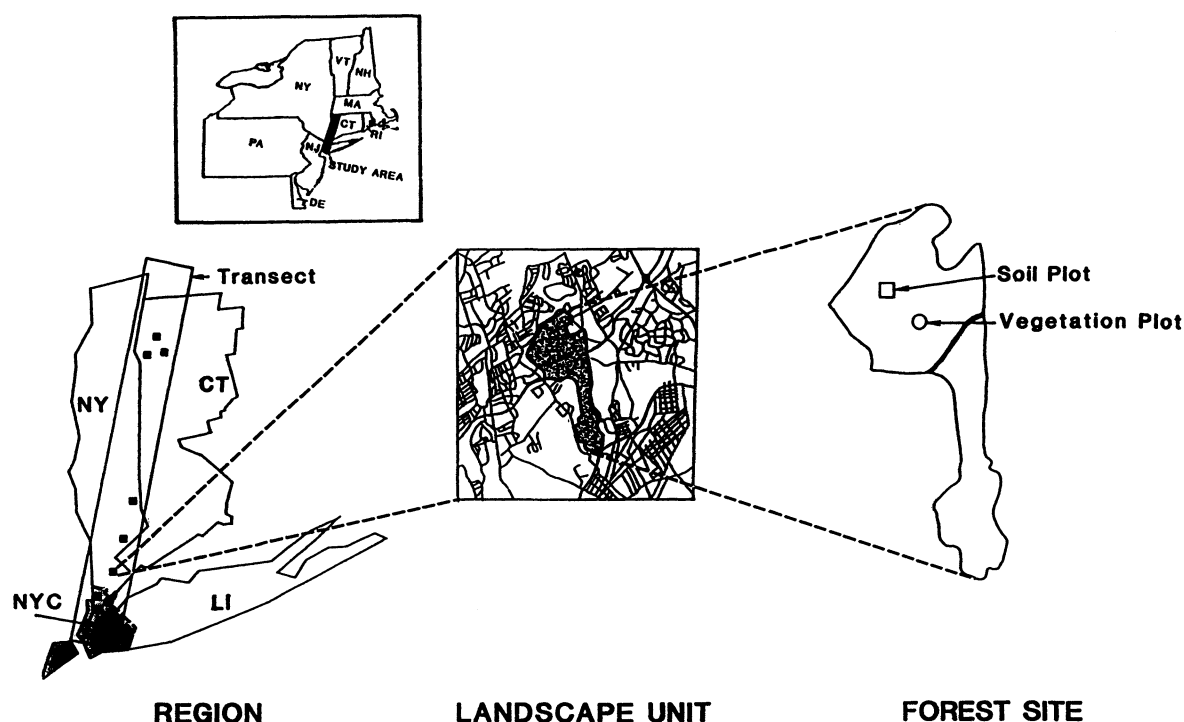 VT
NH
NY
MA
CT
RI
PA
NJ
STUDY AREA
DE
Transect
Soil Plot
Vegetation Plot
NY
CT
NYC
LI
REGION
LANDSCAPE UNIT
FOREST SITE